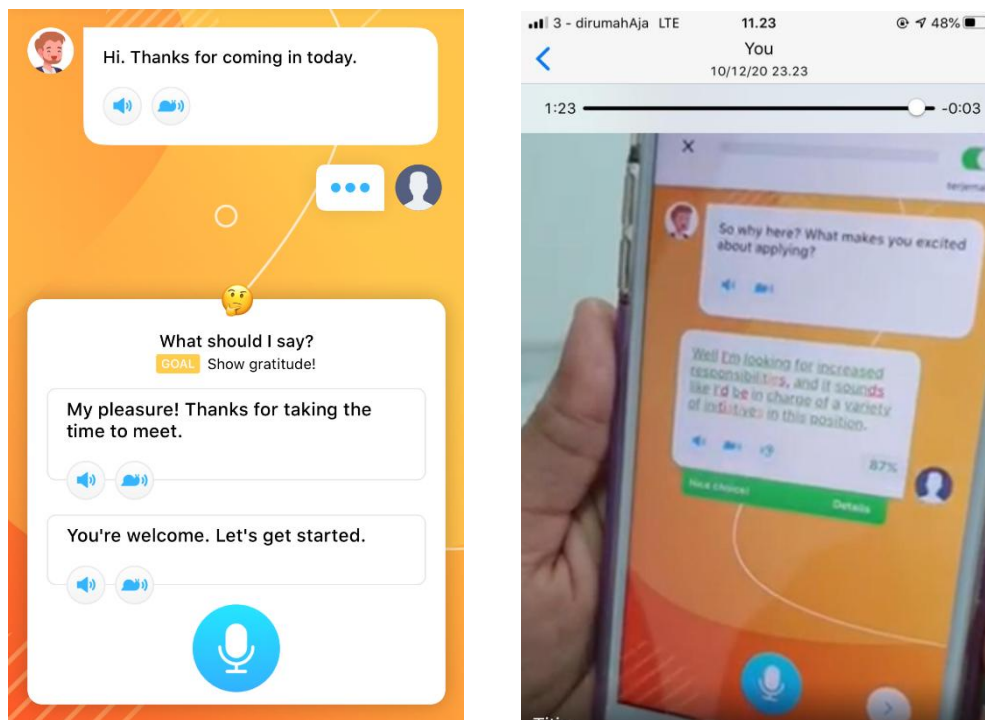 Hi. Thanks for coming in today.
What should I say?
GOAL Show gratitude!
My pleasure! Thanks for taking the
time to meet.
You're welcome. Let's get started.
3 - dirumahAja LTE
11.23
48%
You
10/12/20 23.23
1:23
-0:03
So why here? What makes you excited
about applying?
Well I'm looking for increased
responsibilities, and it sounds
like I'd be in charge of a variety
of initiatives in this position.
87%
Nice choice!
Details